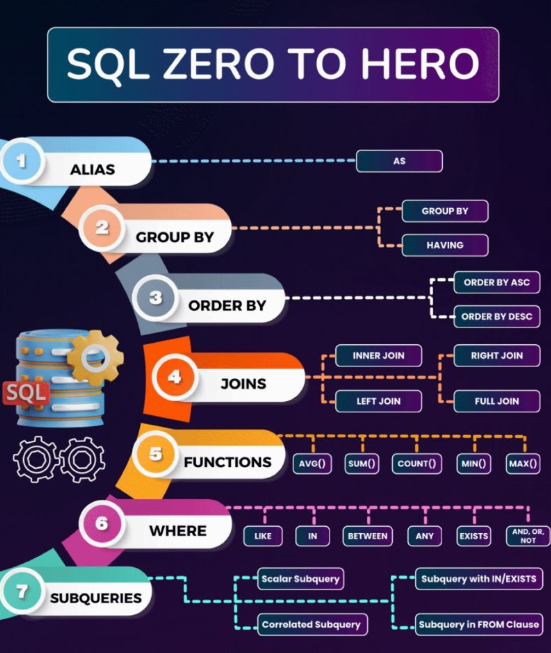 SQL ZERO TO HERO
1
ALIAS
AS
2
GROUP BY
GROUP BY
HAVING
3
ORDER BY
ORDER BY ASC
ORDER BY DESC
4
JOINS
INNER JOIN
RIGHT JOIN
LEFT JOIN
FULL JOIN
SQL
5
FUNCTIONS
AVG()
SUM()
COUNT()
MIN()
MAX()
6
WHERE
LIKE
IN
BETWEEN
ANY
EXISTS
AND, OR,
NOT
7
SUBQUERIES
Scalar Subquery
Subquery with IN/EXISTS
Correlated Subquery
Subquery in FROM Clause